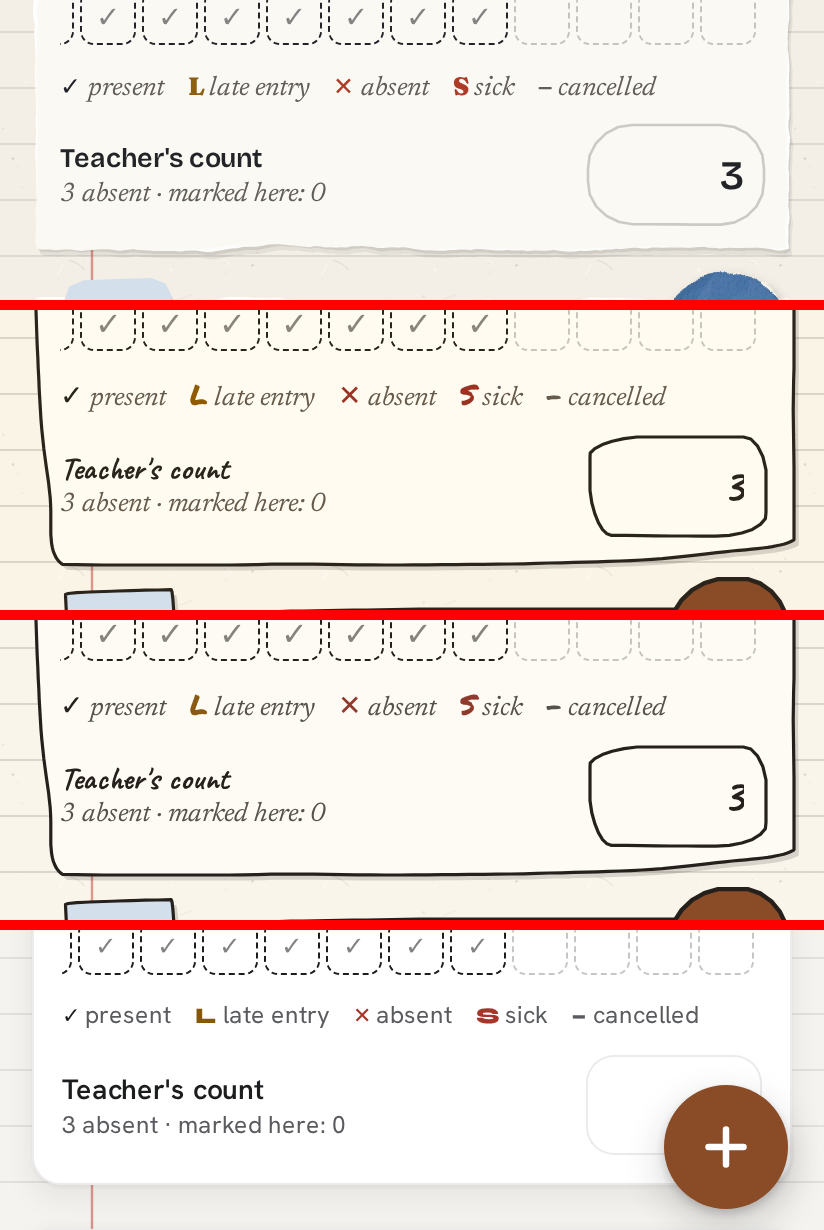 ✓ ✓ ✓ ✓ ✓ ✓ ✓
✓ present L late entry ✕ absent S sick – cancelled
Teacher's count
3 absent · marked here: 0
3
✓ ✓ ✓ ✓ ✓ ✓ ✓
✓ present L late entry ✕ absent S sick – cancelled
Teacher's count
3 absent · marked here: 0
3
✓ ✓ ✓ ✓ ✓ ✓ ✓
✓ present L late entry ✕ absent S sick – cancelled
Teacher's count
3 absent · marked here: 0
3
✓ ✓ ✓ ✓ ✓ ✓ ✓
✓ present L late entry ✕ absent S sick – cancelled
Teacher's count
3 absent · marked here: 0
+